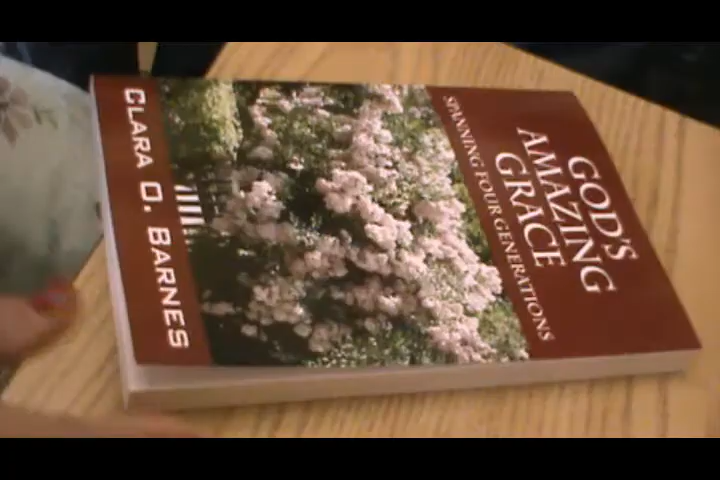 GOD'S
AMAZING
GRACE
SPANNING FOUR GENERATIONS
CLARA O. BARNES